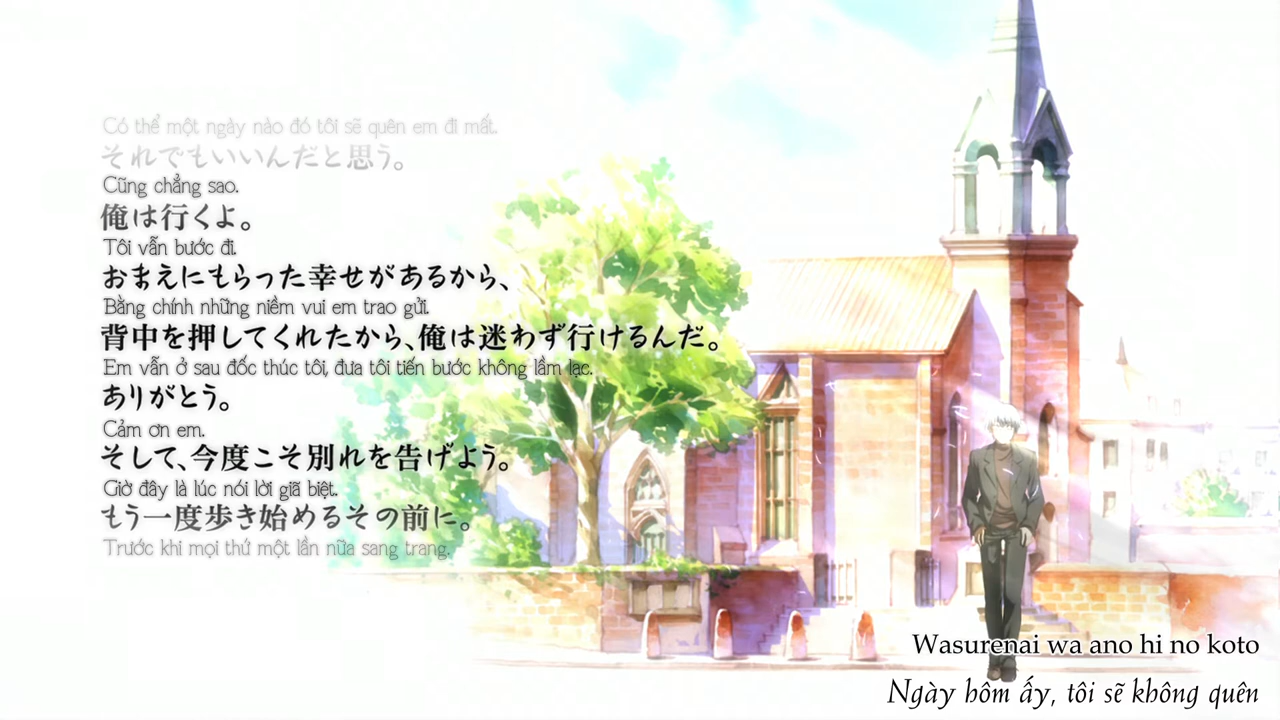 Có thể một ngày nào đó tôi sẽ quên em đi mất.
それでもいいんだと思う。
Cũng chẳng sao.
俺は行くよ。
Tôi vẫn bước đi.
おまえにもらった幸せがあるから、
Bằng chính những niềm vui em trao gửi.
背中を押してくれたから、俺は迷わず行けるんだ。
Em vẫn ở sau đốc thúc tôi, đưa tôi tiến bước không lầm lạc.
ありがとう。
Cảm ơn em.
そして、今度こそ別れを告げよう。
Giờ đây là lúc nói lời giã biệt.
もう一度歩き始めるその前に。
Trước khi mọi thứ một lần nữa sang trang.
Wasurenai wa ano hi no koto
Ngày hôm ấy, tôi sẽ không quên